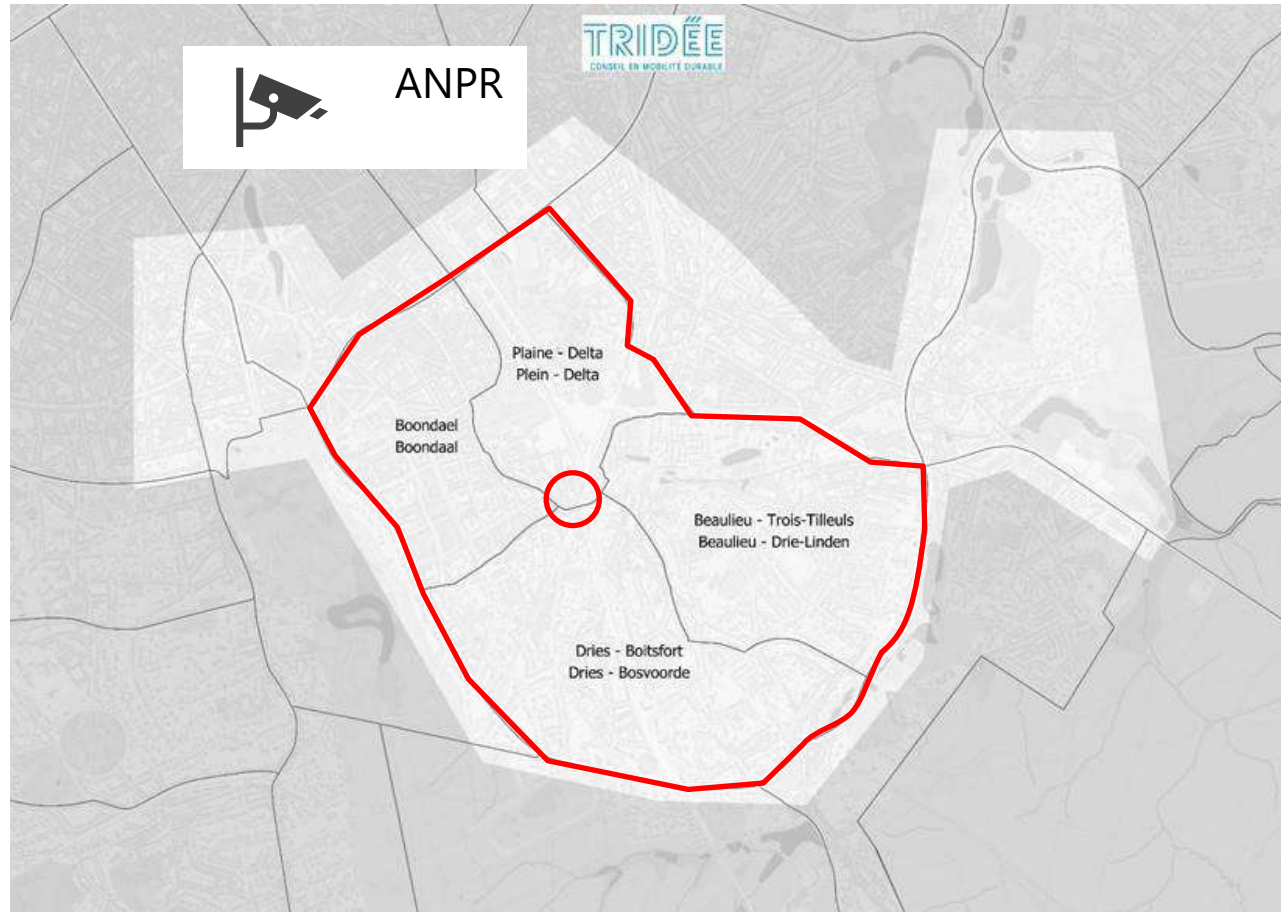 TRIDËE
CONSEIL EN MOBILITÉ DURABLE
ANPR
Plaine - Delta
Plein - Delta
Boondael
Boondaal
Beaulieu - Trois-Tilleuls
Beaulieu - Drie-Linden
Dries - Boitsfort
Dries - Bosvoorde